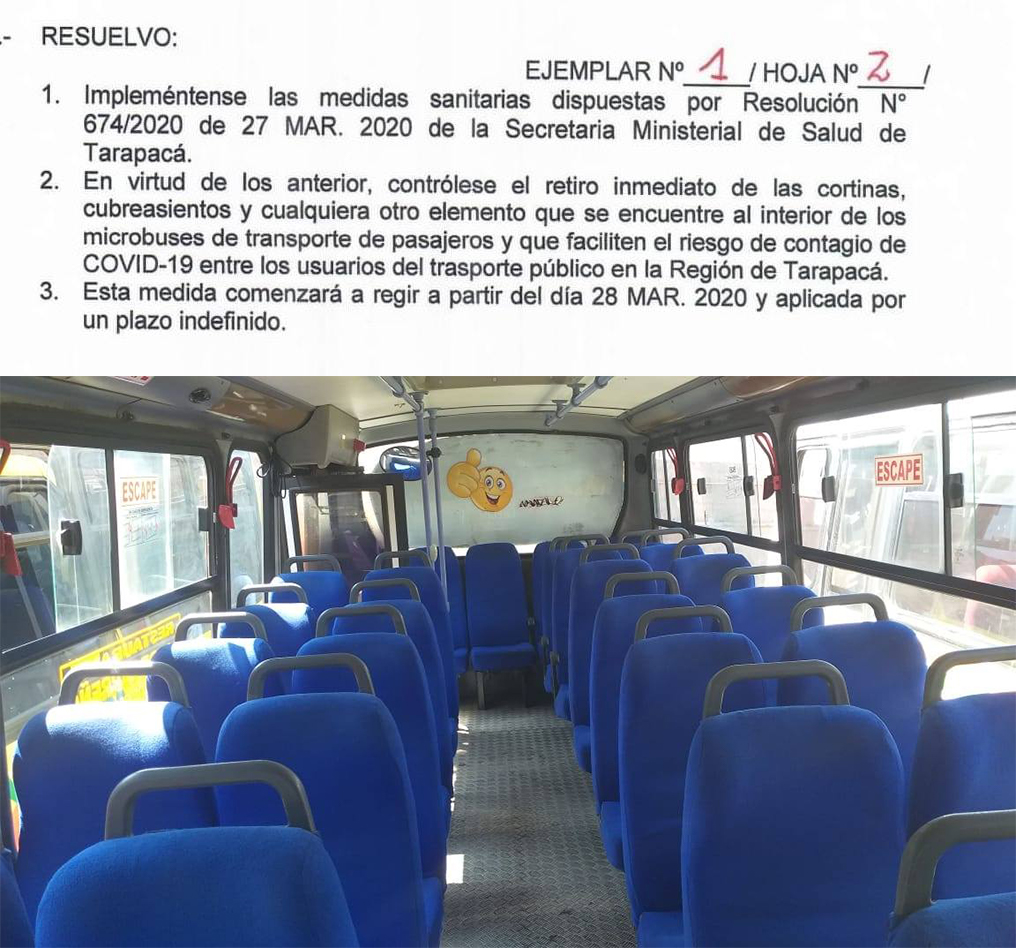 .- RESUELVO:
EJEMPLAR Nº 1 / HOJA Nº 2 /
1. Impleméntense las medidas sanitarias dispuestas por Resolución N°
674/2020 de 27 MAR. 2020 de la Secretaria Ministerial de Salud de
Tarapacá.
2. En virtud de los anterior, contrólese el retiro inmediato de las cortinas,
cubreasientos y cualquiera otro elemento que se encuentre al interior de los
microbuses de transporte de pasajeros y que faciliten el riesgo de contagio de
COVID-19 entre los usuarios del trasporte público en la Región de Tarapacá.
3. Esta medida comenzará a regir a partir del día 28 MAR. 2020 y aplicada por
un plazo indefinido.
ESCAPE
ESCAPE